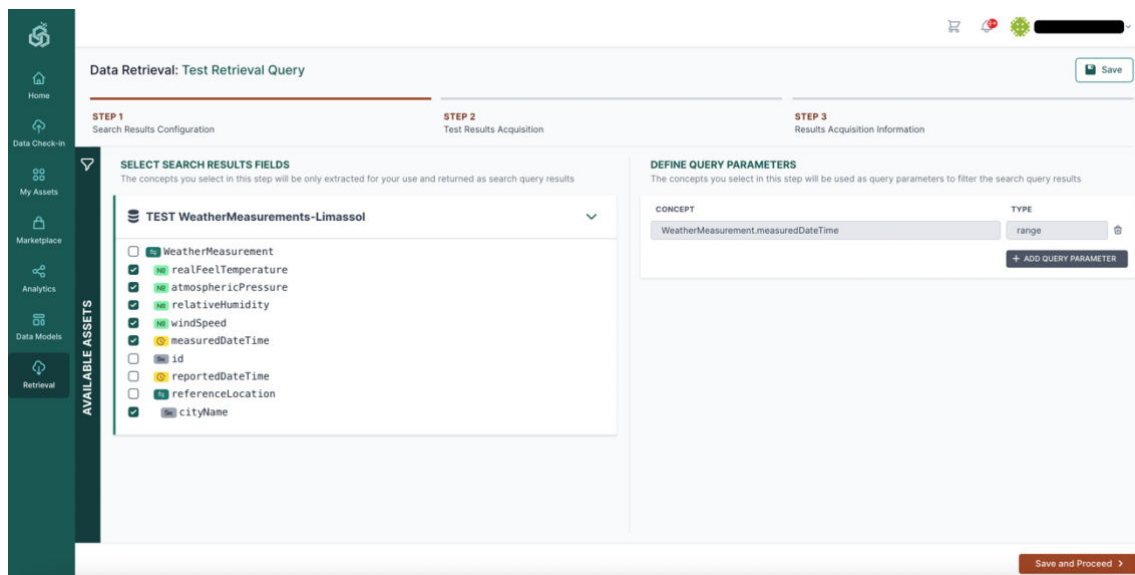 Data Retrieval: Test Retrieval Query
Save
Home
Data Check-in
My Assets
Marketplace
Analytics
Data Models
Retrieval
STEP 1
Search Results Configuration
STEP 2
Test Results Acquisition
STEP 3
Results Acquisition Information
AVAILABLE ASSETS
SELECT SEARCH RESULTS FIELDS
The concepts you select in this step will be only extracted for your use and returned as search query results
TEST WeatherMeasurements-Limassol
WeatherMeasurement
realFeelTemperature
atmosphericPressure
relativeHumidity
windSpeed
measuredDateTime
id
reportedDateTime
referenceLocation
cityName
DEFINE QUERY PARAMETERS
The concepts you select in this step will be used as query parameters to filter the search query results
CONCEPT TYPE
WeatherMeasurement.measuredDateTime range
+ ADD QUERY PARAMETER
Save and Proceed >